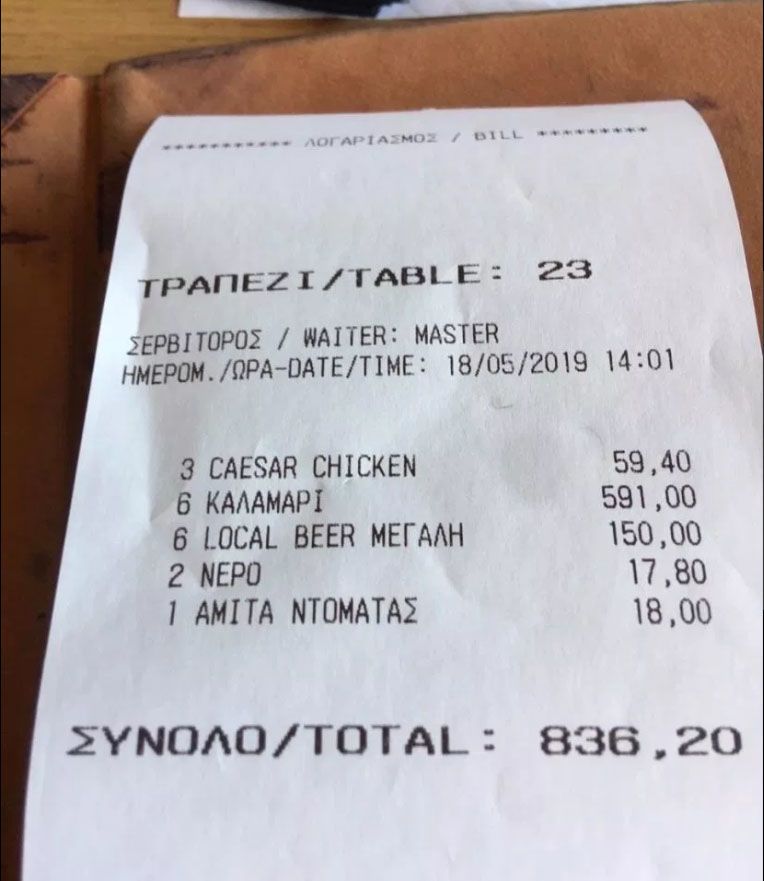 *********** ΛΟΓΑΡΙΑΣΜΟΣ / BILL *********
ΤΡΑΠΕΖΙ/TABLE: 23
ΣΕΡΒΙΤΟΡΟΣ / WAITER: MASTER
ΗΜΕΡΟΜ./ΩΡΑ-DATE/TIME: 18/05/2019 14:01
3 CAESAR CHICKEN 59,40
6 ΚΑΛΑΜΑΡΙ 591,00
6 LOCAL BEER ΜΕΓΑΛΗ 150,00
2 ΝΕΡΟ 17,80
1 ΑΜΙΤΑ ΝΤΟΜΑΤΑΣ 18,00
ΣΥΝΟΛΟ/TOTAL: 836,20